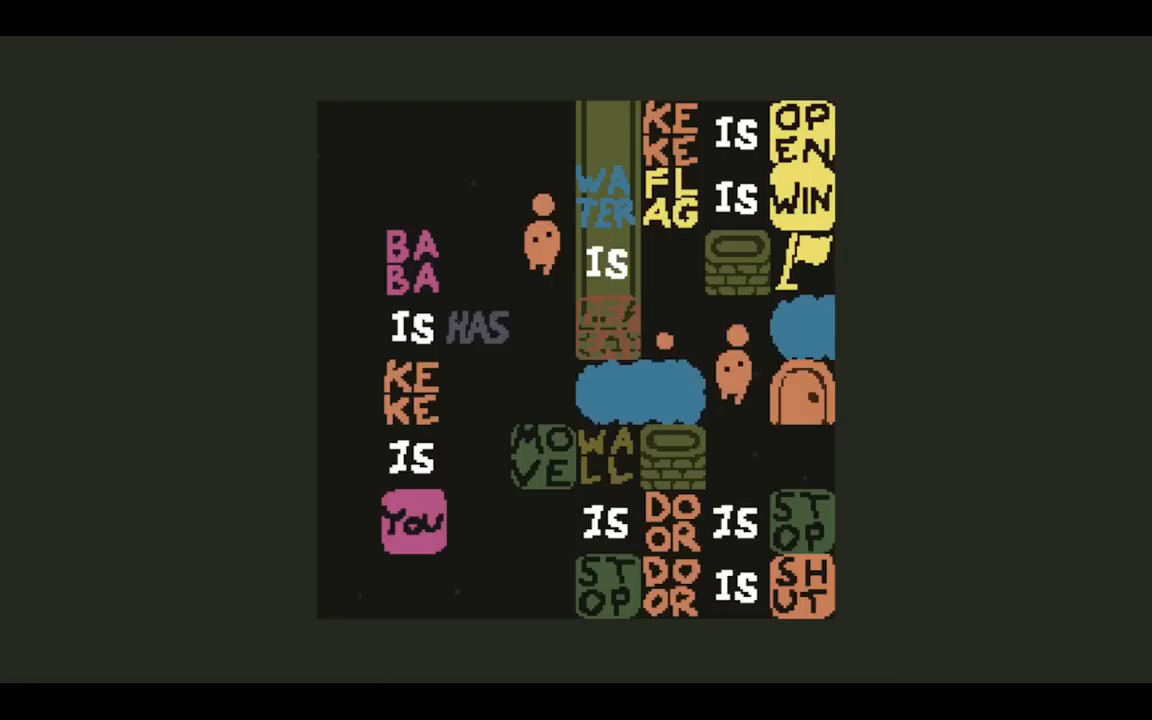 KEKE IS OPEN
WATER FLAG IS WIN
BABA IS
IS HAS
KEKE
IS MOVE WALL
YOU IS DOOR IS STOP
STOP DOOR IS SHUT